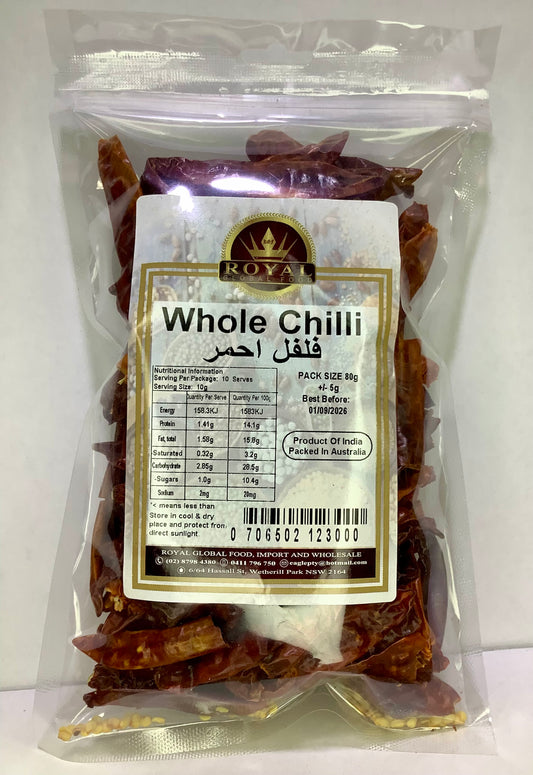 ROYAL
GLOBAL FOOD
Whole Chilli
فلفل احمر
Nutritional Information
Serving Per Package: 10 Serves
Serving Size: 10g
Quantity Per Serve Quantity Per 100g
Energy 158.3KJ 1583KJ
Protein 1.41g 14.1g
Fat, total 1.58g 15.8g
Saturated 0.32g 3.2g
Carbohydrate 2.85g 28.5g
-Sugars 1.0g 10.4g
Sodium 2mg 20mg
*< means less than
Store in cool & dry
place and protect from
direct sunlight
PACK SIZE 80g
+/- 5g
Best Before:
01/09/2026
Product Of India
Packed In Australia
0 706502 123000
ROYAL GLOBAL FOOD, IMPORT AND WHOLESALE
(02) 8798 4380 0411 796 750 eaglepty@hotmail.com
6/64 Hassall St, Wetherill Park NSW 2164